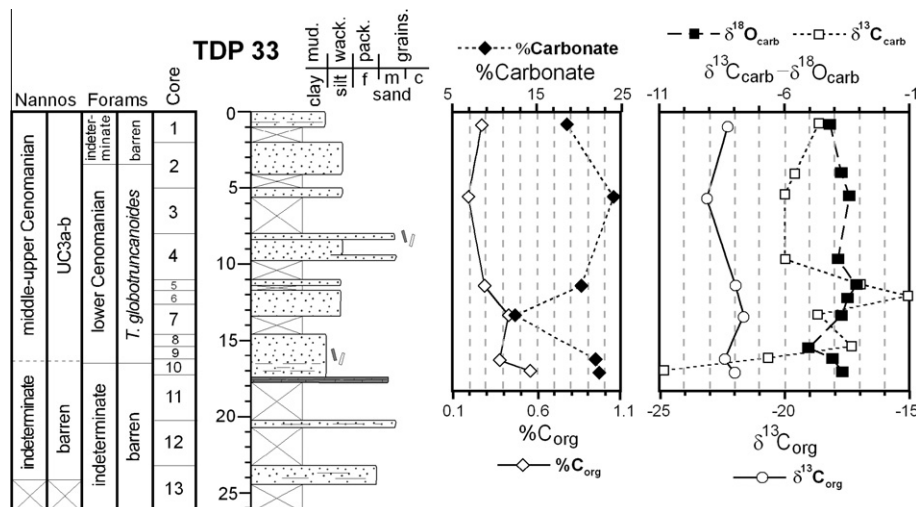 TDP 33
mud. wack. pack. grains.
clay silt f m c
sand
Nannos Forams Core
middle-upper Cenomanian
UC3a-b
indeterminate
barren
indeter-
minate
barren
lower Cenomanian
T. globotruncanoides
indeterminate
barren
1
2
3
4
5
6
7
8
9
10
11
12
13
0
5
10
15
20
25
%Carbonate
%Carbonate
5 15 25
0.1 0.6 1.1
%Corg
%Corg
δ18Ocarb δ13Ccarb
δ13Ccarb–δ18Ocarb
-11 -6 -1
-25 -20 -15
δ13Corg
δ13Corg